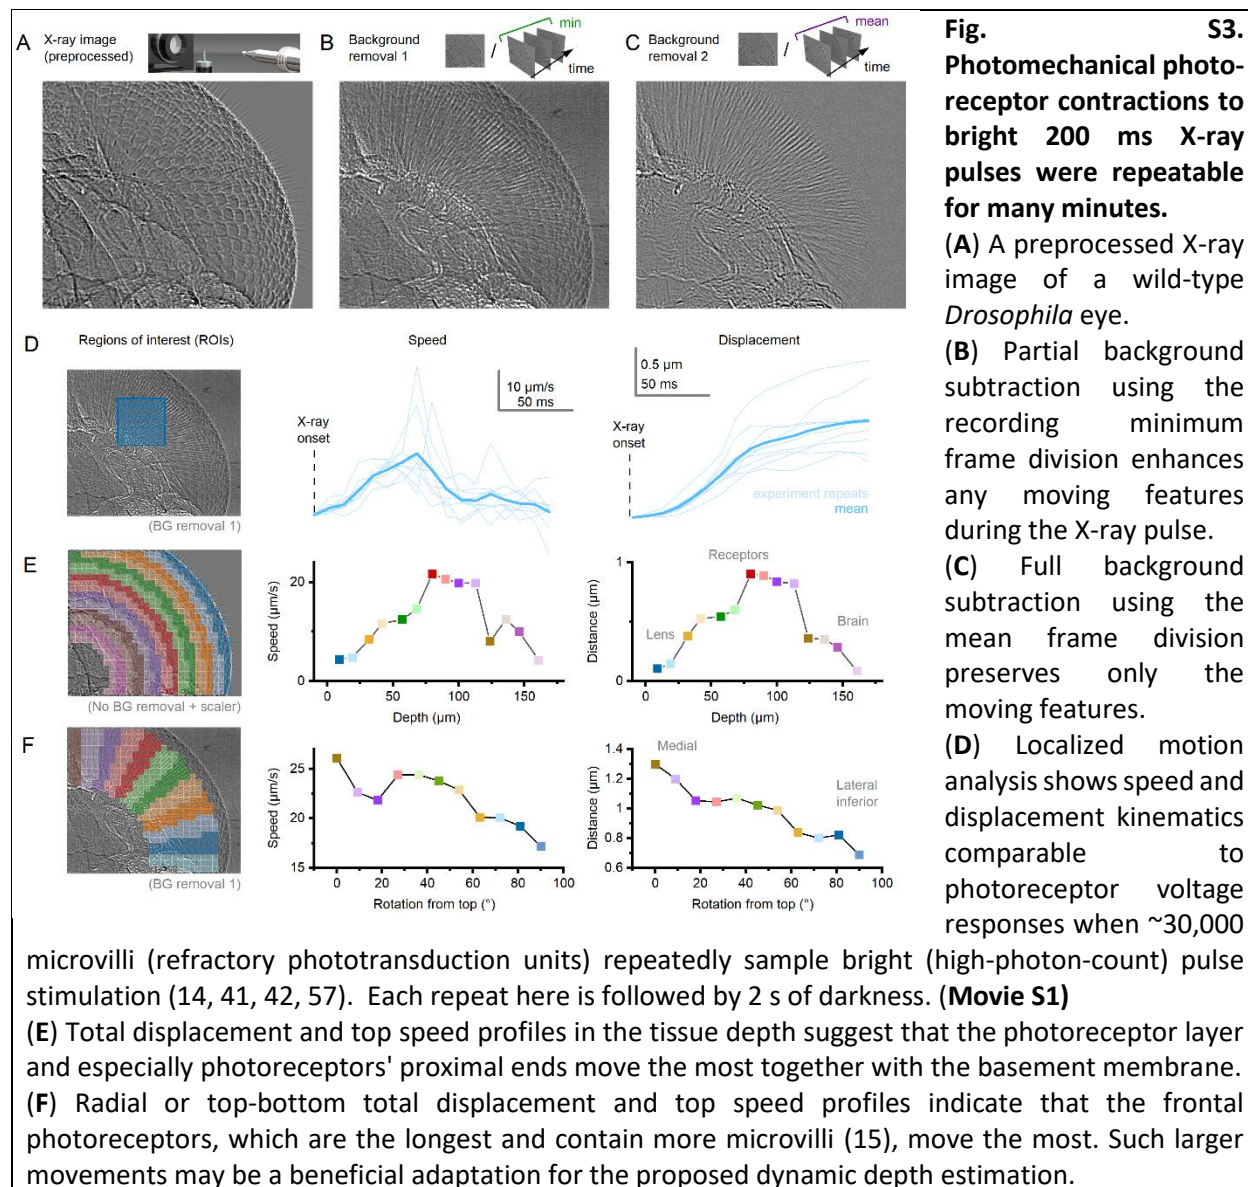 A
X-ray image
(preprocessed)
B
Background
removal 1
min
time
C
Background
removal 2
mean
time
D
Regions of interest (ROIs)
(BG removal 1)
Speed
10 µm/s
50 ms
X-ray
onset
Displacement
0.5 µm
50 ms
X-ray
onset
experiment repeats
mean
E
(No BG removal + scaler)
Speed (µm/s)
20
0
0
50
100
150
Depth (µm)
Distance (µm)
1
0
Lens
Receptors
Brain
0
50
100
150
Depth (µm)
F
(BG removal 1)
Speed (µm/s)
25
20
15
0
20
40
60
80
100
Rotation from top (°)
Distance (µm)
1.4
1.2
1
0.8
0.6
Medial
Lateral
inferior
0
20
40
60
80
100
Rotation from top (°)
Fig. S3.
Photomechanical photo-
receptor contractions to
bright 200 ms X-ray
pulses were repeatable
for many minutes.
(A) A preprocessed X-ray
image of a wild-type
Drosophila eye.
(B) Partial background
subtraction using the
recording minimum
frame division enhances
any moving features
during the X-ray pulse.
(C) Full background
subtraction using the
mean frame division
preserves only the
moving features.
(D) Localized motion
analysis shows speed and
displacement kinematics
comparable to
photoreceptor voltage
responses when ~30,000
microvilli (refractory phototransduction units) repeatedly sample bright (high-photon-count) pulse
stimulation (14, 41, 42, 57). Each repeat here is followed by 2 s of darkness. (Movie S1)
(E) Total displacement and top speed profiles in the tissue depth suggest that the photoreceptor layer
and especially photoreceptors' proximal ends move the most together with the basement membrane.
(F) Radial or top-bottom total displacement and top speed profiles indicate that the frontal
photoreceptors, which are the longest and contain more microvilli (15), move the most. Such larger
movements may be a beneficial adaptation for the proposed dynamic depth estimation.